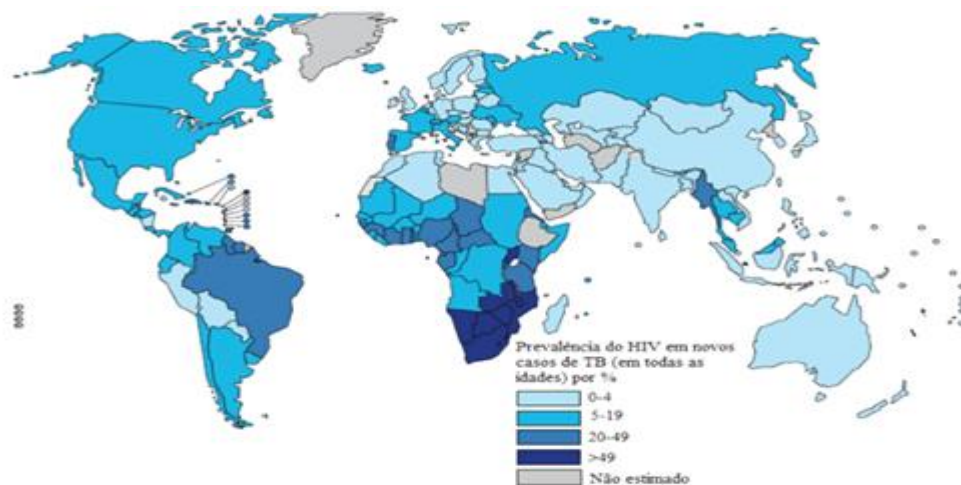 Prevalência do HIV em novos
casos de TB (em todas as
idades) por %
0-4
5-19
20-49
>49
Não estimado